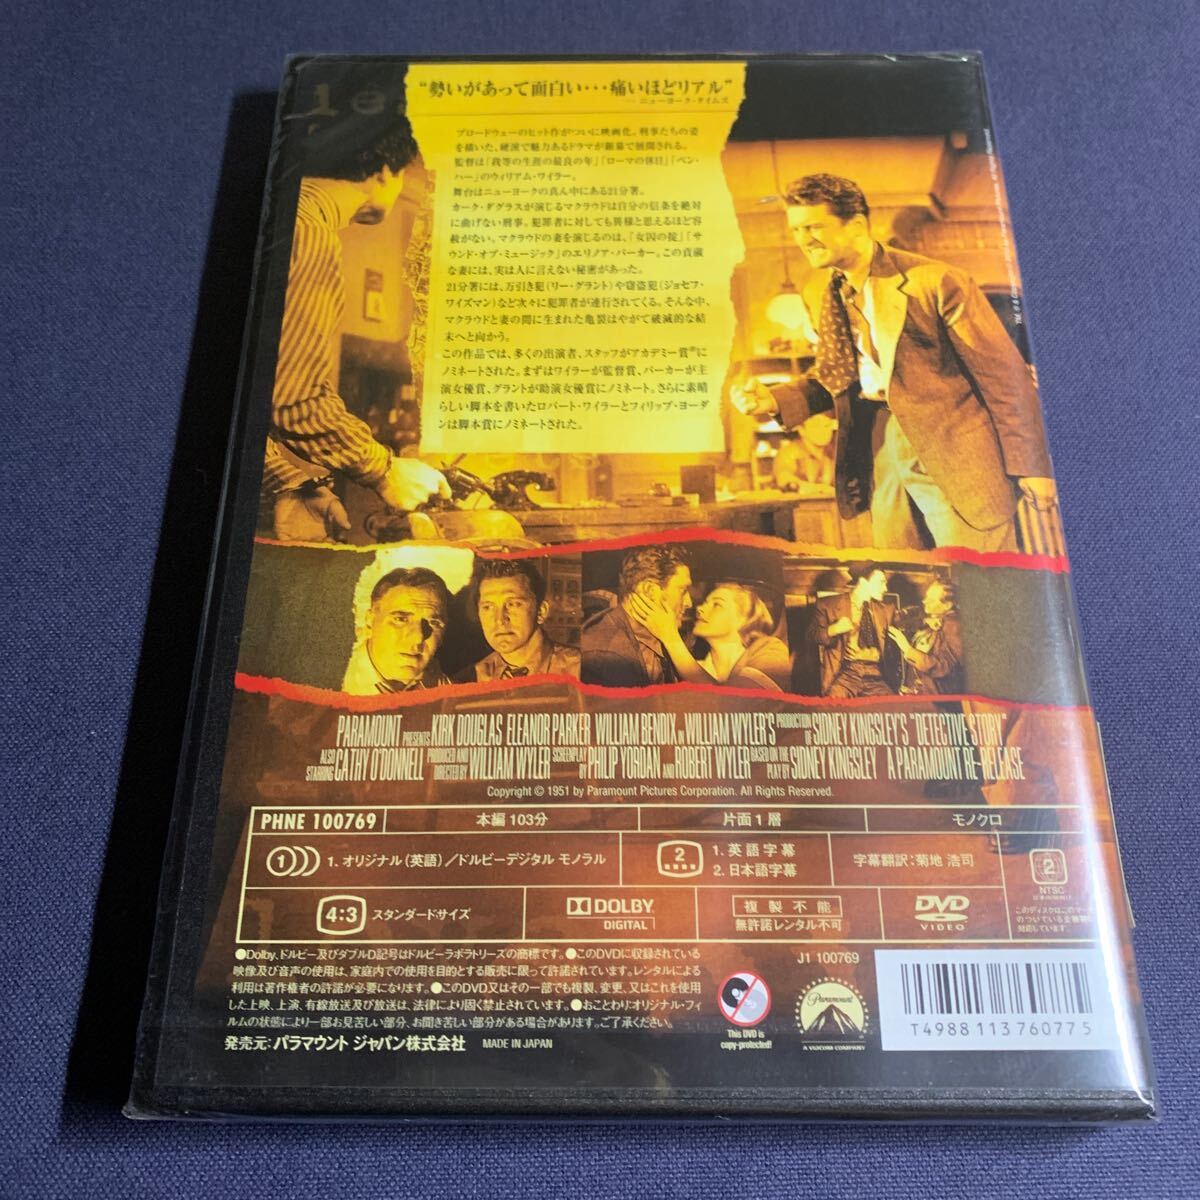 “勢いがあって面白い・・・痛いほどリアル”
── ニューヨーク・タイムズ
ブロードウェーのヒット作がついに映画化。刑事たちの姿
を描いた、硬派で魅力あるドラマが銀幕で展開される。
監督は「我等の生涯の最良の年」「ローマの休日」「ベン・
ハー」のウィリアム・ワイラー。
舞台はニューヨークの真ん中にある21分署。
カーク・ダグラスが演じるマクラウドは自分の信条を絶対
に曲げない刑事。犯罪者に対しても異様と思えるほど容
赦がない。マクラウドの妻を演じるのは、「女囚の掟」「サ
ウンド・オブ・ミュージック」のエリノア・パーカー。この貞淑
な妻には、実は人に言えない秘密があった。
21分署には、万引き犯（リー・グラント）や窃盗犯（ジョセフ・
ワイズマン）など次々に犯罪者が連行されてくる。そんな中、
マクラウドと妻の間に生まれた亀裂はやがて破滅的な結
末へと向かう。
この作品では、多くの出演者、スタッフがアカデミー賞®に
ノミネートされた。まずはワイラーが監督賞、パーカーが主
演女優賞、グラントが助演女優賞にノミネート。さらに素晴
らしい脚本を書いたロバート・ワイラーとフィリップ・ヨーダ
ンは脚本賞にノミネートされた。
PARAMOUNT PRESENTS KIRK DOUGLAS ELEANOR PARKER WILLIAM BENDIX IN WILLIAM WYLER'S PRODUCTION OF SIDNEY KINGSLEY'S "DETECTIVE STORY"
ALSO STARRING CATHY O'DONNELL PRODUCED AND DIRECTED BY WILLIAM WYLER SCREENPLAY BY PHILIP YORDAN AND ROBERT WYLER BASED ON THE PLAY BY SIDNEY KINGSLEY A PARAMOUNT RE-RELEASE
Copyright © 1951 by Paramount Pictures Corporation. All Rights Reserved.
PHNE 100769 本編 103分 片面1層 モノクロ
1 1. オリジナル（英語）／ドルビーデジタル モノラル
2 1. 英語字幕
2. 日本語字幕
字幕翻訳：菊地 浩司
2
NTSC
4:3 スタンダードサイズ
DOLBY
DIGITAL
複製不能
無許諾レンタル不可
DVD
VIDEO
●Dolby、ドルビー及びダブルD記号はドルビーラボラトリーズの商標です。●このDVDに収録されている
映像及び音声の使用は、家庭内での使用を目的とする販売に限って許諾されています。レンタルによる
利用は著作権者の許諾が必要になります。●このDVD又はその一部でも複製、変更、又はこれを使用
した上映、上演、有線放送及び放送は、法律により固く禁止されています。●おことわり：オリジナル・フィ
ルムの状態により一部お見苦しい部分、お聞き苦しい部分がある場合があります。ご了承ください。
発売元：パラマウント ジャパン株式会社 MADE IN JAPAN
This DVD is
copy-protected!
J1 100769
Paramount
A VIACOM COMPANY
T4988113760775